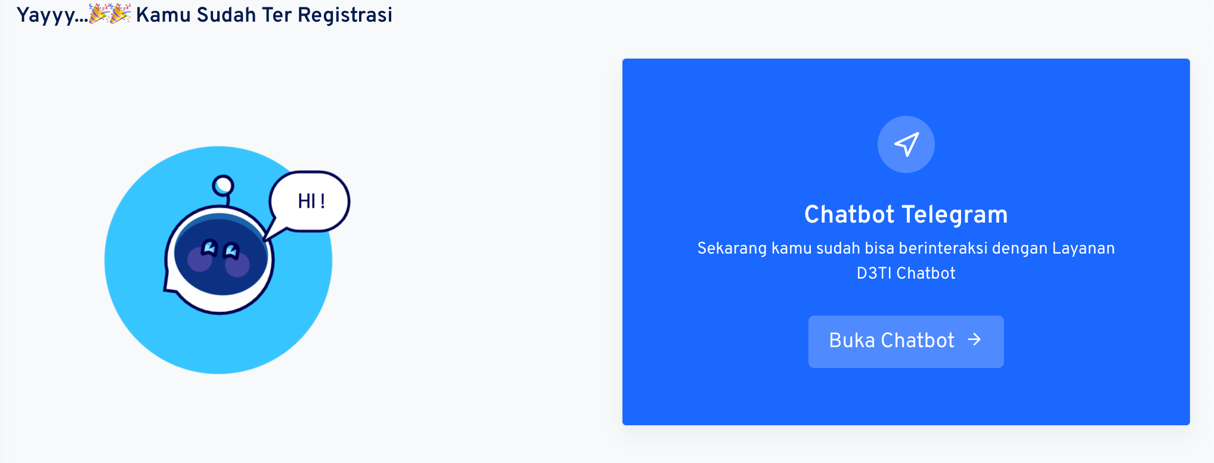 Yayyy...🎉🎉 Kamu Sudah Ter Registrasi
HI !
Chatbot Telegram
Sekarang kamu sudah bisa berinteraksi dengan Layanan
D3TI Chatbot
Buka Chatbot →